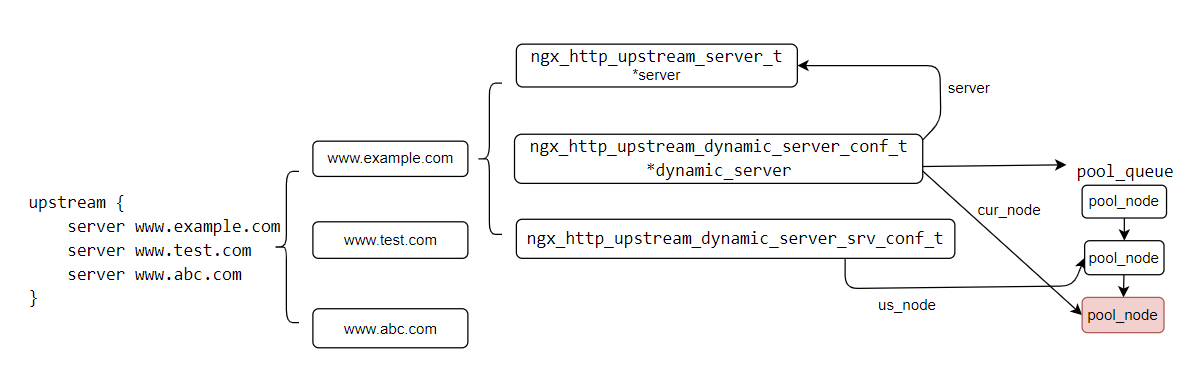 upstream {
server www.example.com
server www.test.com
server www.abc.com
}
www.example.com
www.test.com
www.abc.com
ngx_http_upstream_server_t
*server
ngx_http_upstream_dynamic_server_conf_t
*dynamic_server
ngx_http_upstream_dynamic_server_srv_conf_t
server
cur_node
us_node
pool_queue
pool_node
pool_node
pool_node